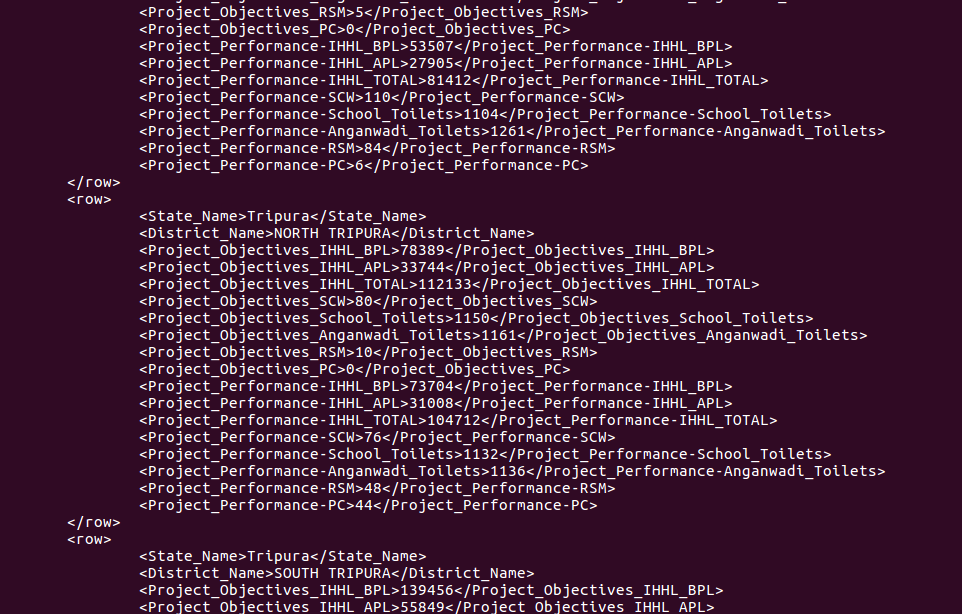 <Project_Objectives_RSM>5</Project_Objectives_RSM>
<Project_Objectives_PC>0</Project_Objectives_PC>
<Project_Performance-IHHL_BPL>53507</Project_Performance-IHHL_BPL>
<Project_Performance-IHHL_APL>27905</Project_Performance-IHHL_APL>
<Project_Performance-IHHL_TOTAL>81412</Project_Performance-IHHL_TOTAL>
<Project_Performance-SCW>110</Project_Performance-SCW>
<Project_Performance-School_Toilets>1104</Project_Performance-School_Toilets>
<Project_Performance-Anganwadi_Toilets>1261</Project_Performance-Anganwadi_Toilets>
<Project_Performance-RSM>84</Project_Performance-RSM>
<Project_Performance-PC>6</Project_Performance-PC>
</row>
<row>
<State_Name>Tripura</State_Name>
<District_Name>NORTH TRIPURA</District_Name>
<Project_Objectives_IHHL_BPL>78389</Project_Objectives_IHHL_BPL>
<Project_Objectives_IHHL_APL>33744</Project_Objectives_IHHL_APL>
<Project_Objectives_IHHL_TOTAL>112133</Project_Objectives_IHHL_TOTAL>
<Project_Objectives_SCW>80</Project_Objectives_SCW>
<Project_Objectives_School_Toilets>1150</Project_Objectives_School_Toilets>
<Project_Objectives_Anganwadi_Toilets>1161</Project_Objectives_Anganwadi_Toilets>
<Project_Objectives_RSM>10</Project_Objectives_RSM>
<Project_Objectives_PC>0</Project_Objectives_PC>
<Project_Performance-IHHL_BPL>73704</Project_Performance-IHHL_BPL>
<Project_Performance-IHHL_APL>31008</Project_Performance-IHHL_APL>
<Project_Performance-IHHL_TOTAL>104712</Project_Performance-IHHL_TOTAL>
<Project_Performance-SCW>76</Project_Performance-SCW>
<Project_Performance-School_Toilets>1132</Project_Performance-School_Toilets>
<Project_Performance-Anganwadi_Toilets>1136</Project_Performance-Anganwadi_Toilets>
<Project_Performance-RSM>48</Project_Performance-RSM>
<Project_Performance-PC>44</Project_Performance-PC>
</row>
<row>
<State_Name>Tripura</State_Name>
<District_Name>SOUTH TRIPURA</District_Name>
<Project_Objectives_IHHL_BPL>139456</Project_Objectives_IHHL_BPL>
<Project_Objectives_IHHL_APL>55849</Project_Objectives_IHHL_APL>